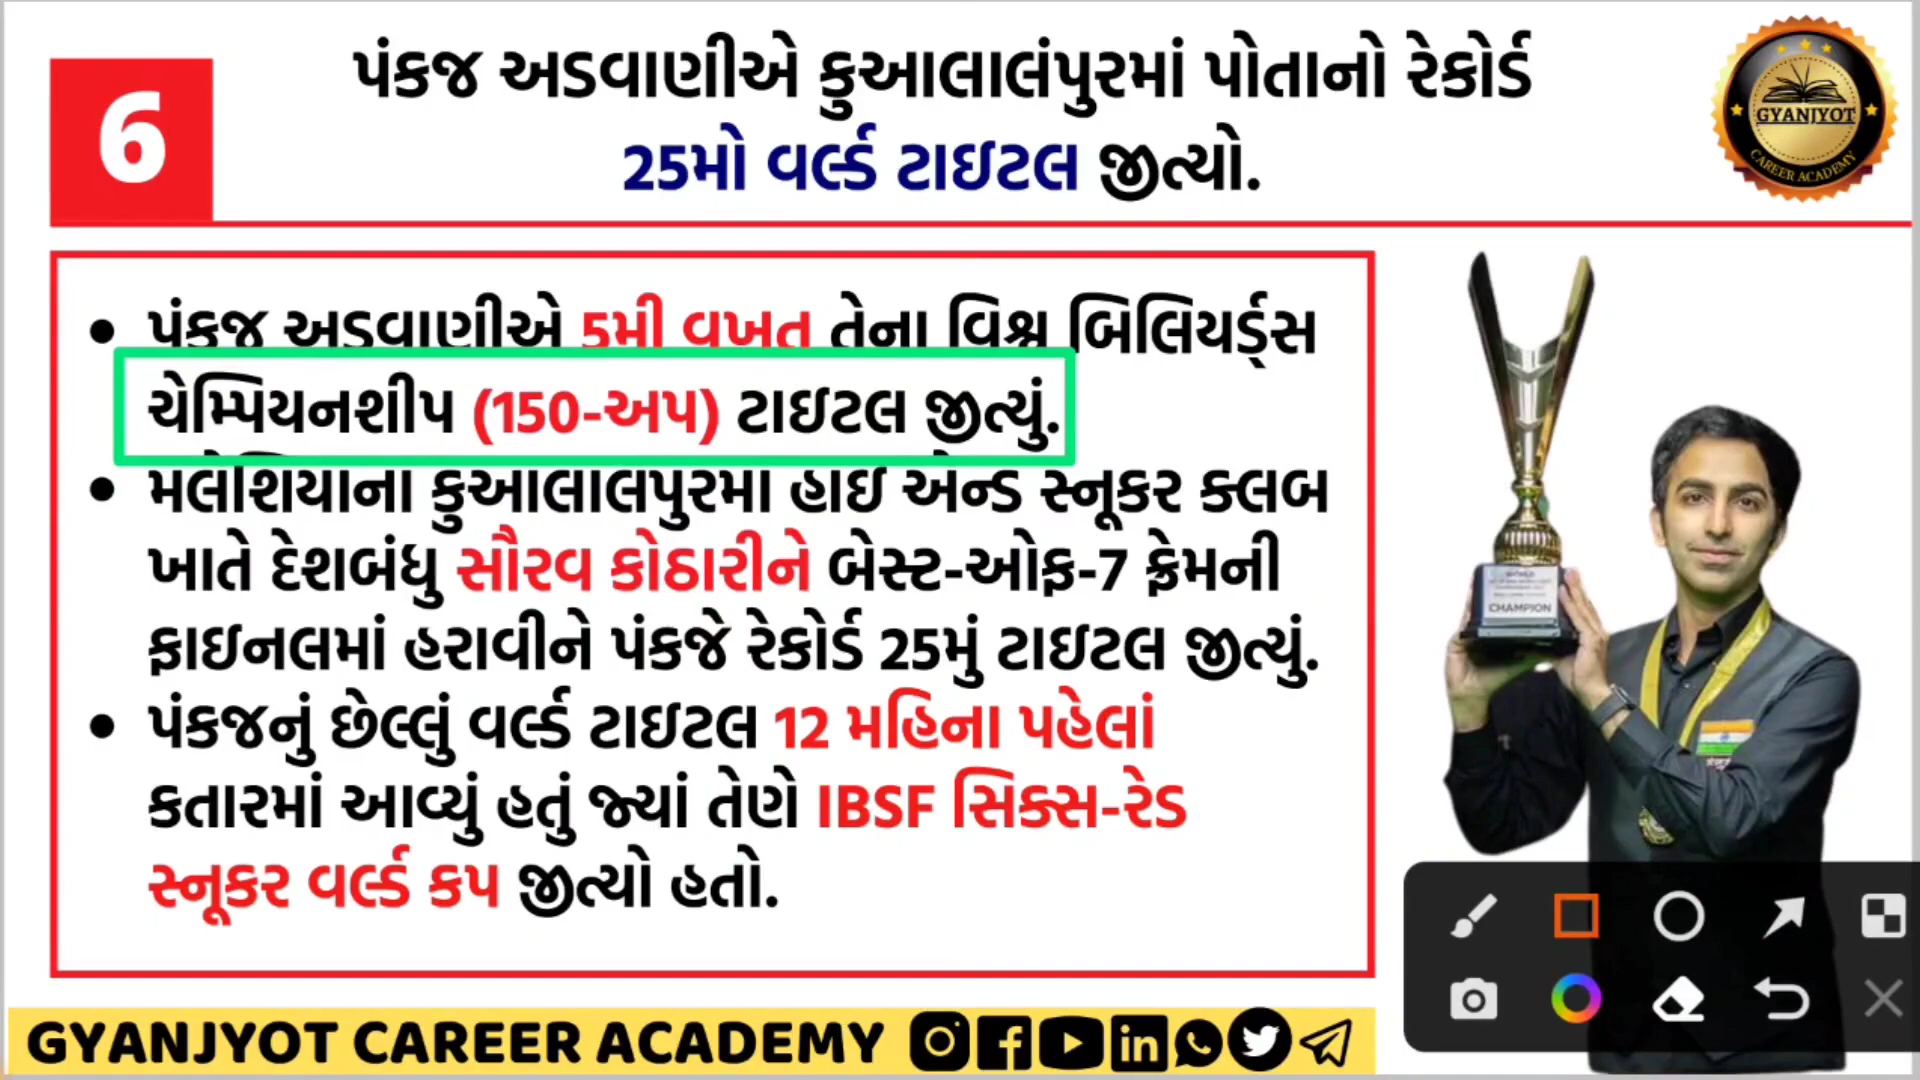 6
પંકજ અડવાણીએ કુઆલાલંપુરમાં પોતાનો રેકોર્ડ
25મો વર્લ્ડ ટાઇટલ જીત્યો.
GYANJYOT
CAREER ACADEMY
• પંકજ અડવાણીએ 5મી વખત તેના વિશ્વ બિલિયર્ડ્સ
ચેમ્પિયનશીપ (150-અપ) ટાઇટલ જીત્યું.
• મલેશિયાના કુઆલાલંપુરમાં હાઇ એન્ડ સ્નૂકર ક્લબ
ખાતે દેશબંધુ સૌરવ કોઠારીને બેસ્ટ-ઓફ-7 ફ્રેમની
ફાઇનલમાં હરાવીને પંકજે રેકોર્ડ 25મું ટાઇટલ જીત્યું.
• પંકજનું છેલ્લું વર્લ્ડ ટાઇટલ 12 મહિના પહેલાં
કતારમાં આવ્યું હતું જ્યાં તેણે IBSF સિક્સ-રેડ
સ્નૂકર વર્લ્ડ કપ જીત્યો હતો.
CHAMPION
GYANJYOT CAREER ACADEMY